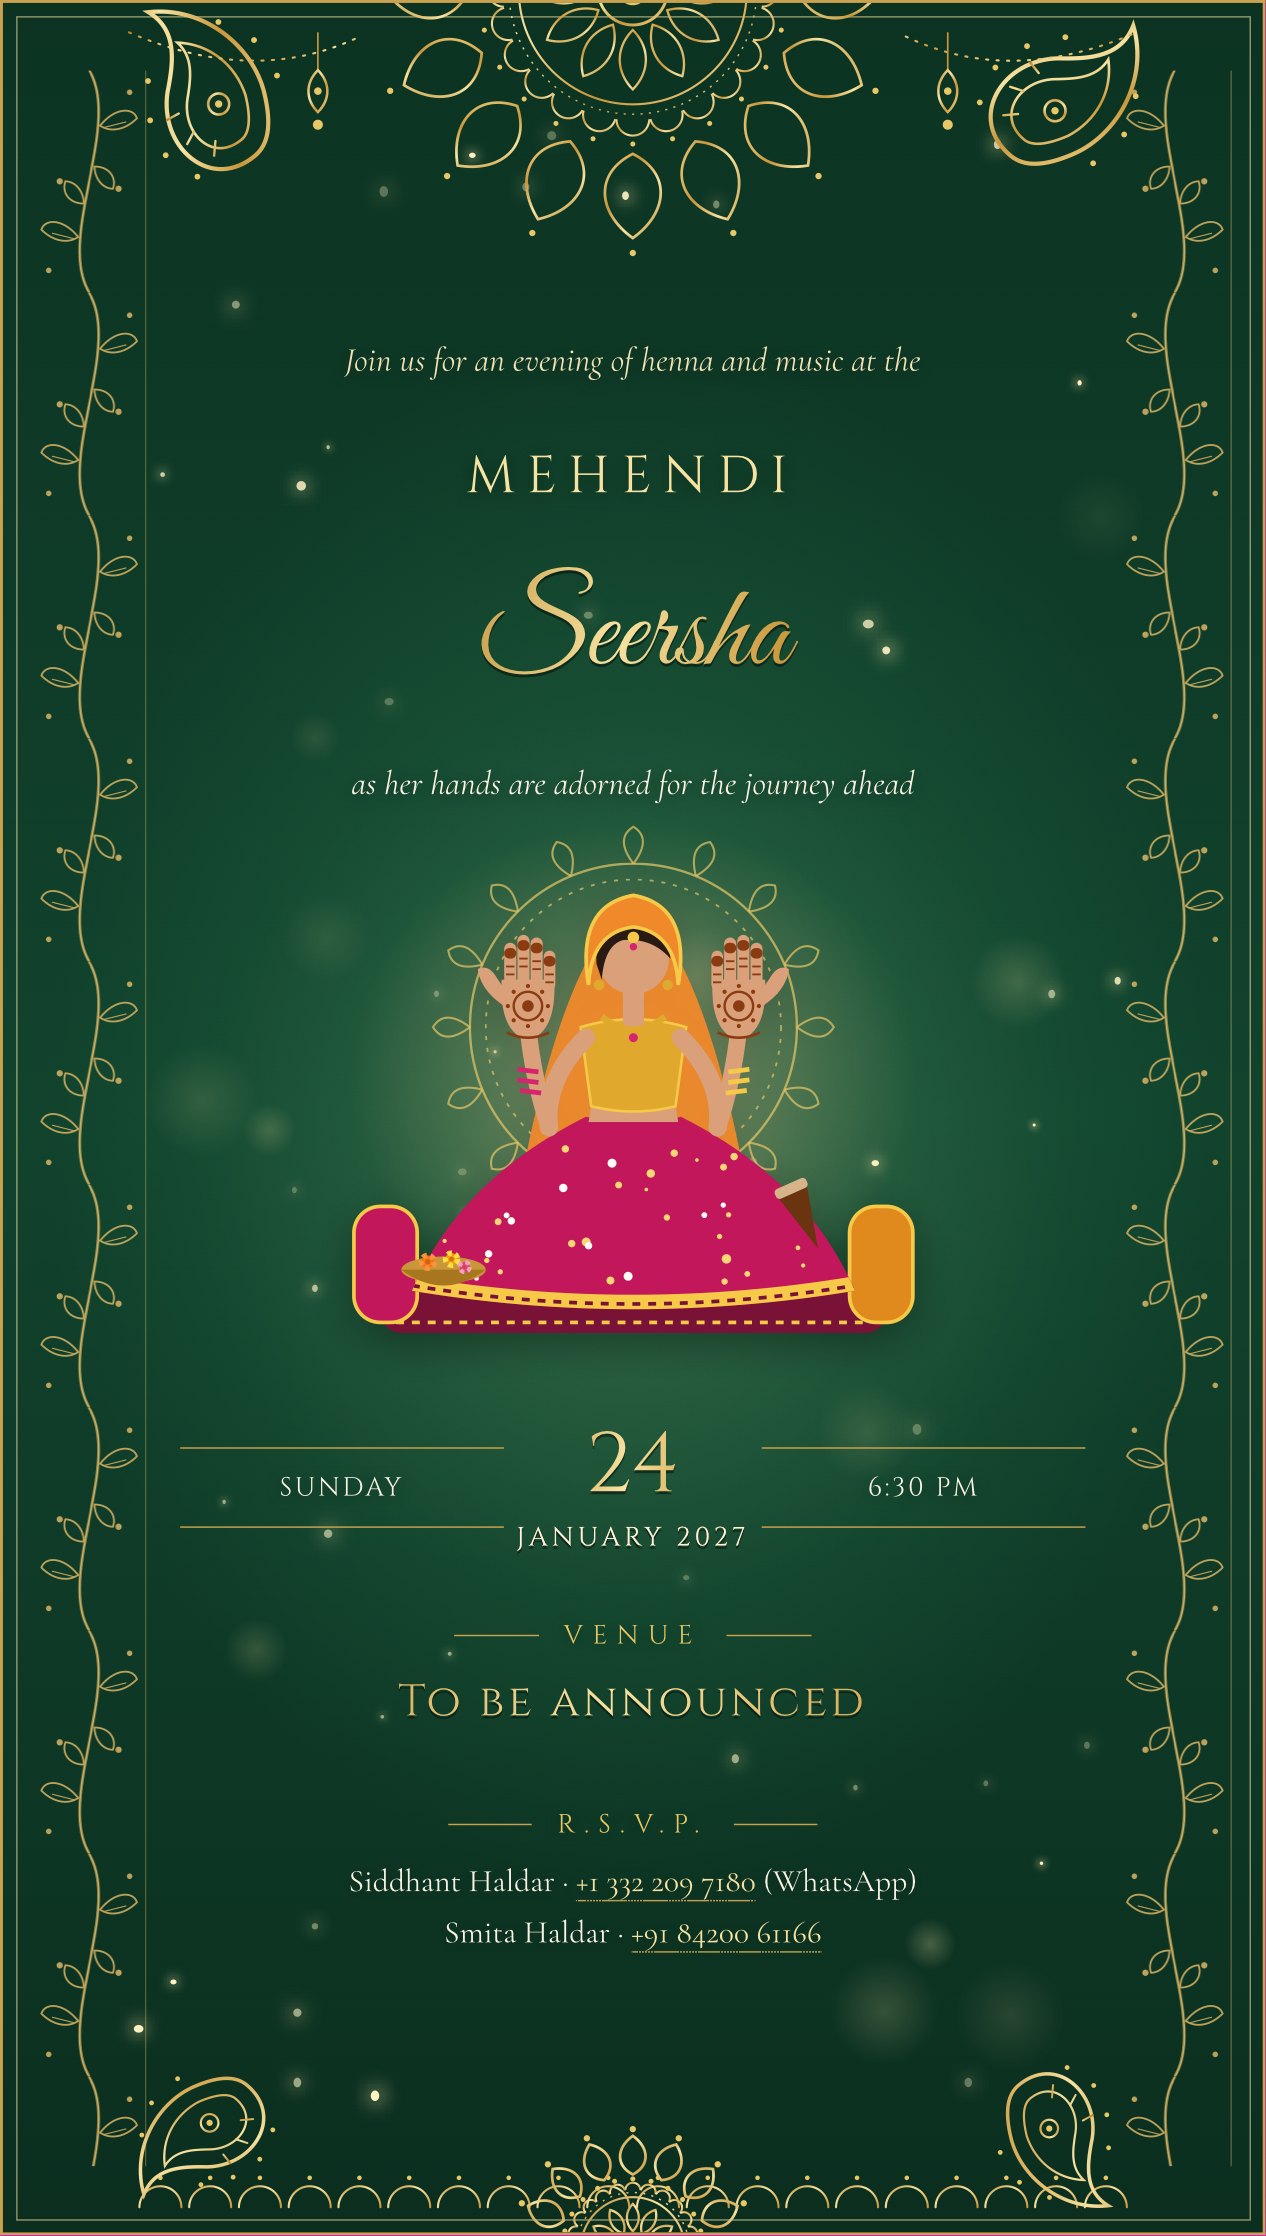 Join us for an evening of henna and music at the
MEHENDI
Seersha
as her hands are adorned for the journey ahead
SUNDAY
24
JANUARY 2027
6:30 PM
VENUE
To be announced
R.S.V.P.
Siddhant Haldar · +1 332 209 7180 (WhatsApp)
Smita Haldar · +91 84200 61166